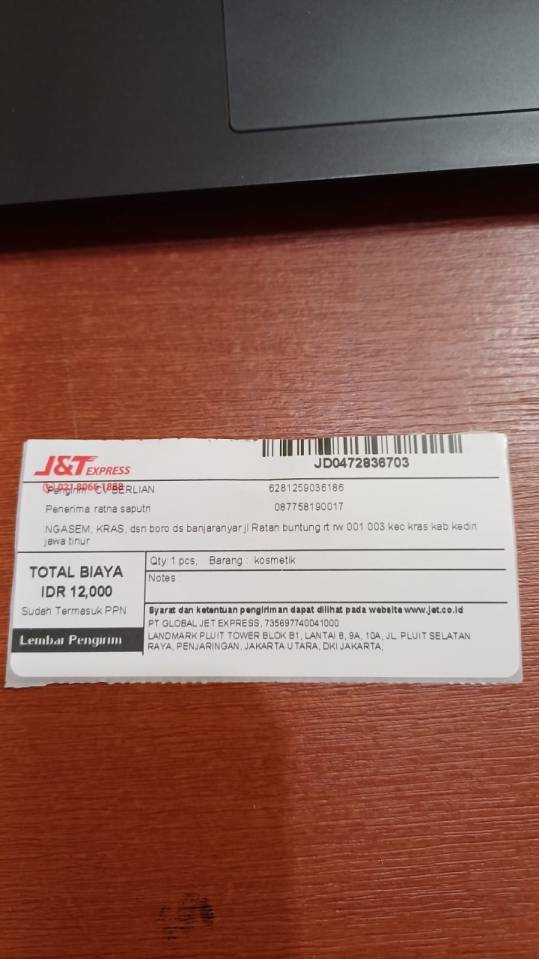 J&T EXPRESS
JD0472836703
021 8066 1888
Pengirim: CV BERLIAN 6281259036186
Penerima ratna saputri 087758190017
NGASEM, KRAS, dsn boro ds banjaranyar jl Ratan buntung rt rw 001 003 kec kras kab kediri
jawa tinur
Qty:1 pcs, Barang: kosmetik
TOTAL BIAYA
IDR 12,000
Sudah Termasuk PPN
Lembar Pengirim
Notes
Syarat dan ketentuan pengiriman dapat dilihat pada website www.jet.co.id
PT GLOBAL JET EXPRESS, 735697740041000
LANDMARK PLUIT TOWER BLOK B1, LANTAI 8, 9A, 10A, JL. PLUIT SELATAN
RAYA, PENJARINGAN, JAKARTA UTARA, DKI JAKARTA,